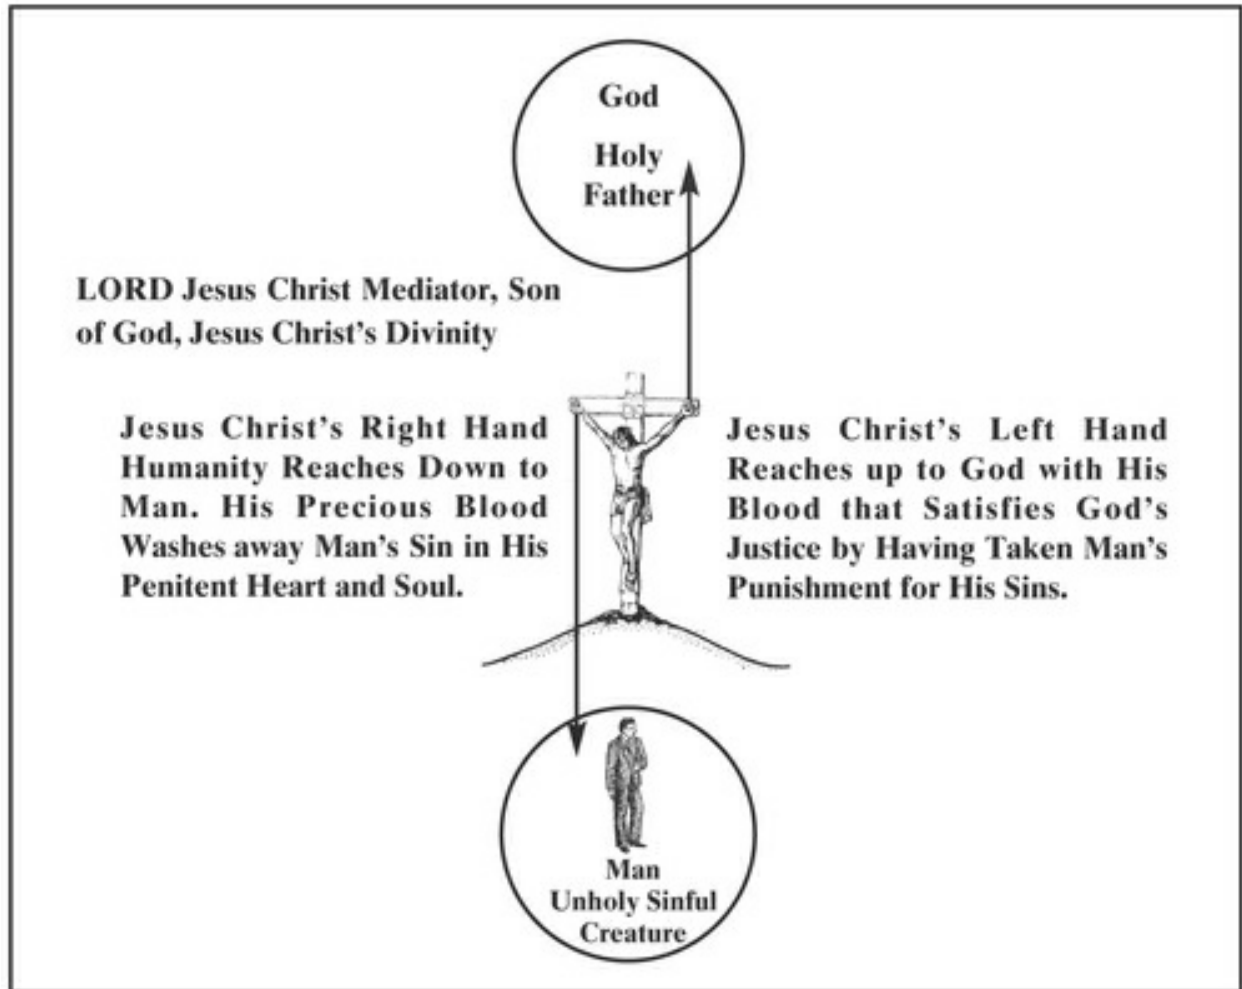 God
Holy
Father
LORD Jesus Christ Mediator, Son
of God, Jesus Christ’s Divinity
Jesus Christ’s Right Hand
Humanity Reaches Down to
Man. His Precious Blood
Washes away Man’s Sin in His
Penitent Heart and Soul.
Jesus Christ’s Left Hand
Reaches up to God with His
Blood that Satisfies God’s
Justice by Having Taken Man’s
Punishment for His Sins.
Man
Unholy Sinful
Creature